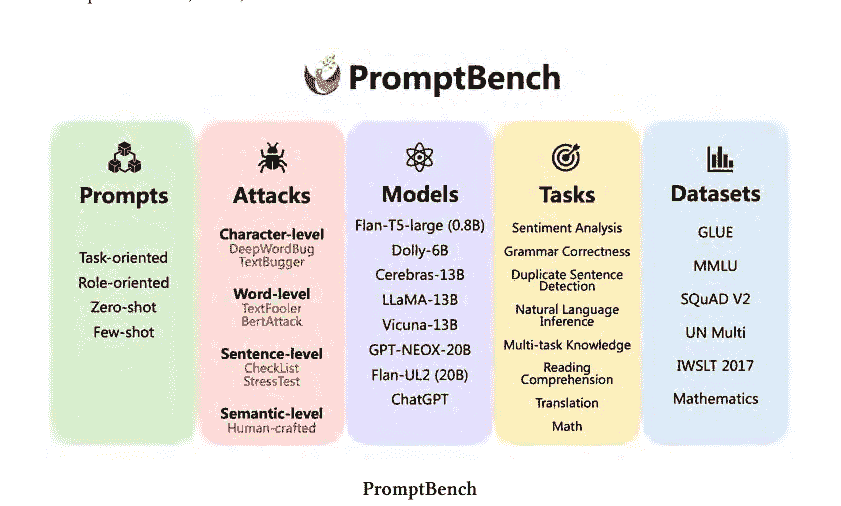 PromptBench
Prompts
Task-oriented
Role-oriented
Zero-shot
Few-shot
Attacks
Character-level
DeepWordBug
TextBugger
Word-level
TextFooler
BertAttack
Sentence-level
CheckList
StressTest
Semantic-level
Human-crafted
Models
Flan-T5-large (0.8B)
Dolly-6B
Cerebras-13B
LLaMA-13B
Vicuna-13B
GPT-NEOX-20B
Flan-UL2 (20B)
ChatGPT
Tasks
Sentiment Analysis
Grammar Correctness
Duplicate Sentence
Detection
Natural Language
Inference
Multi-task Knowledge
Reading
Comprehension
Translation
Math
Datasets
GLUE
MMLU
SQuAD V2
UN Multi
IWSLT 2017
Mathematics
PromptBench